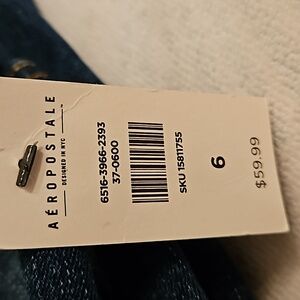 AÉROPOSTALE
DESIGNED IN NYC
6516-3966-2393
37-0600
SKU 15811755
6
$59.99